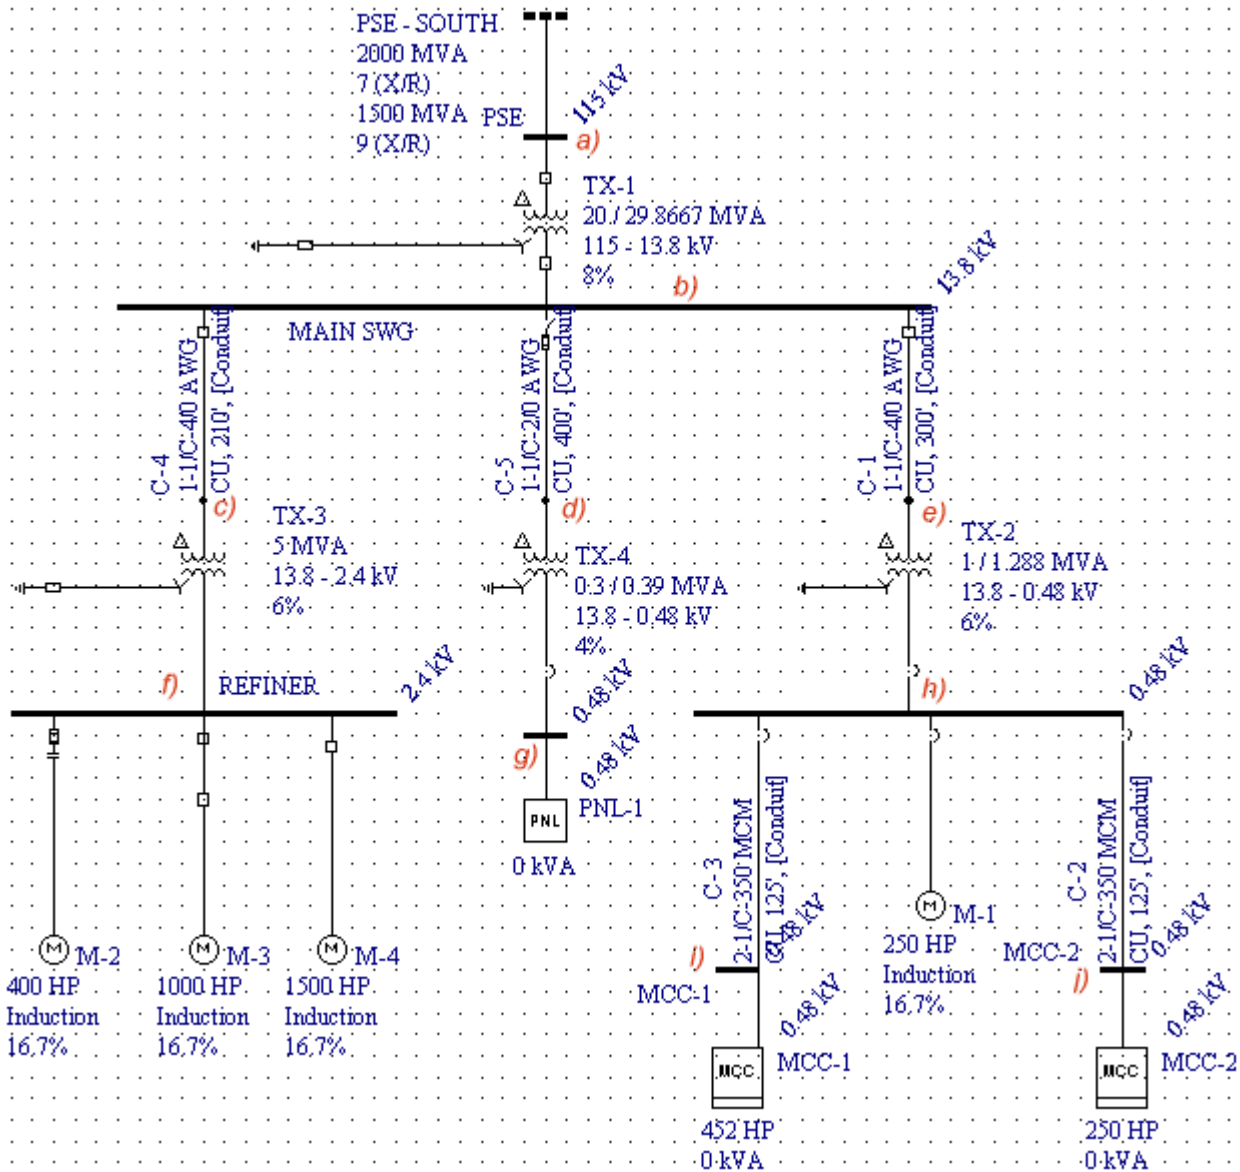 PSE - SOUTH
2000 MVA
7 (X/R)
1500 MVA
9 (X/R)
PSE
115 kV
a)
TX-1
20 / 29.8667 MVA
115 - 13.8 kV
8%
b)
13.8 kV
MAIN SWG
C-4
1-1/C-4/0 AWG
CU, 210', [Conduit]
C-5
1-1/C-2/0 AWG
CU, 400', [Conduit]
C-1
1-1/C-4/0 AWG
CU, 300', [Conduit]
c)
d)
e)
TX-3
5 MVA
13.8 - 2.4 kV
6%
TX-4
0.3 / 0.39 MVA
13.8 - 0.48 kV
4%
TX-2
1 / 1.288 MVA
13.8 - 0.48 kV
6%
f)
REFINER
2.4 kV
0.48 kV
g)
0.48 kV
PNL
PNL-1
0 kVA
h)
0.48 kV
C-3
2-1/C-350 MCM
125', [Conduit]
0.48 kV
C-2
2-1/C-350 MCM
CU, 125', [Conduit]
0.48 kV
M
M-2
400 HP
Induction
16.7%
M
M-3
1000 HP
Induction
16.7%
M
M-4
1500 HP
Induction
16.7%
M
M-1
250 HP
Induction
16.7%
i)
MCC-1
0.48 kV
MCC
MCC-1
452 HP
0 kVA
MCC-2
j)
0.48 kV
MCC
MCC-2
250 HP
0 kVA